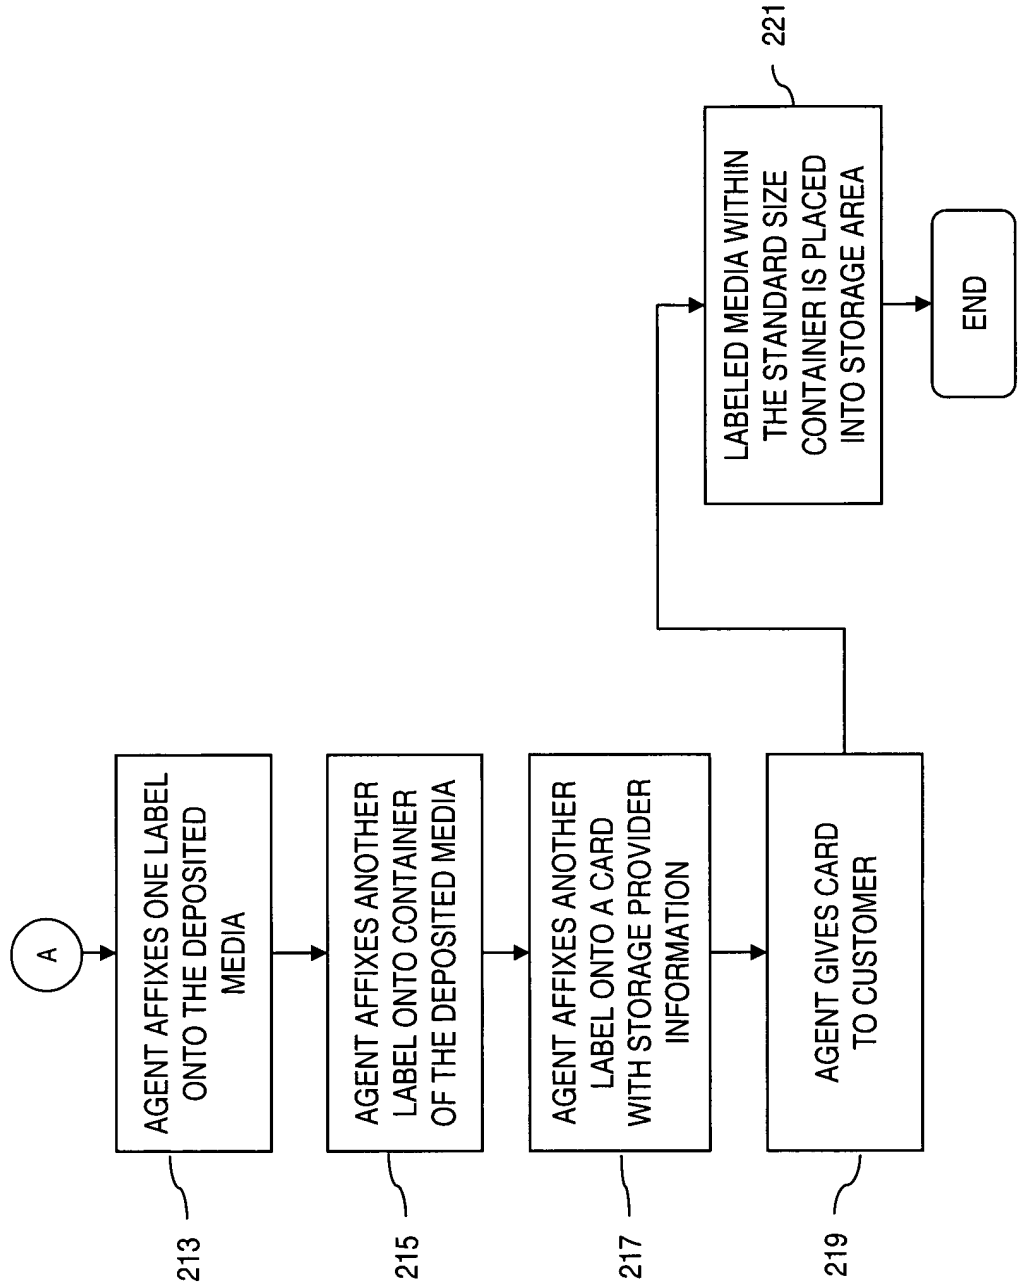 A
AGENT AFFIXES ONE LABEL
ONTO THE DEPOSITED
MEDIA
213
AGENT AFFIXES ANOTHER
LABEL ONTO CONTAINER
OF THE DEPOSITED MEDIA
215
AGENT AFFIXES ANOTHER
LABEL ONTO A CARD
WITH STORAGE PROVIDER
INFORMATION
217
AGENT GIVES CARD
TO CUSTOMER
219
LABELED MEDIA WITHIN
THE STANDARD SIZE
CONTAINER IS PLACED
INTO STORAGE AREA
221
END